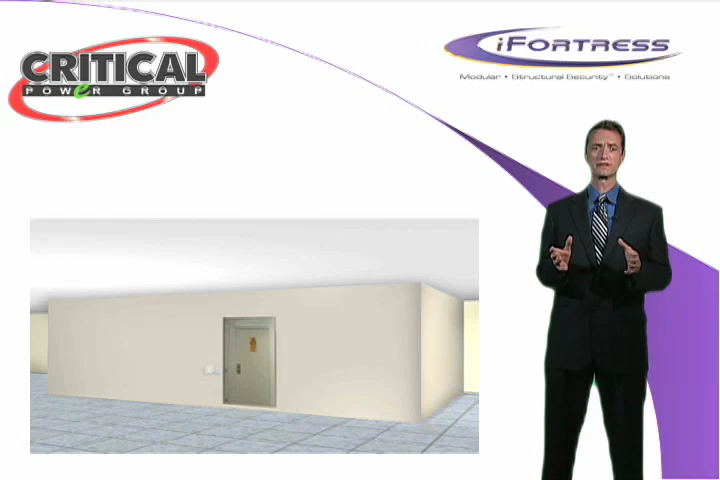 CRITICAL
POWeR GROUP
iFORTRESS
Modular • Structural Security™ • Solutions